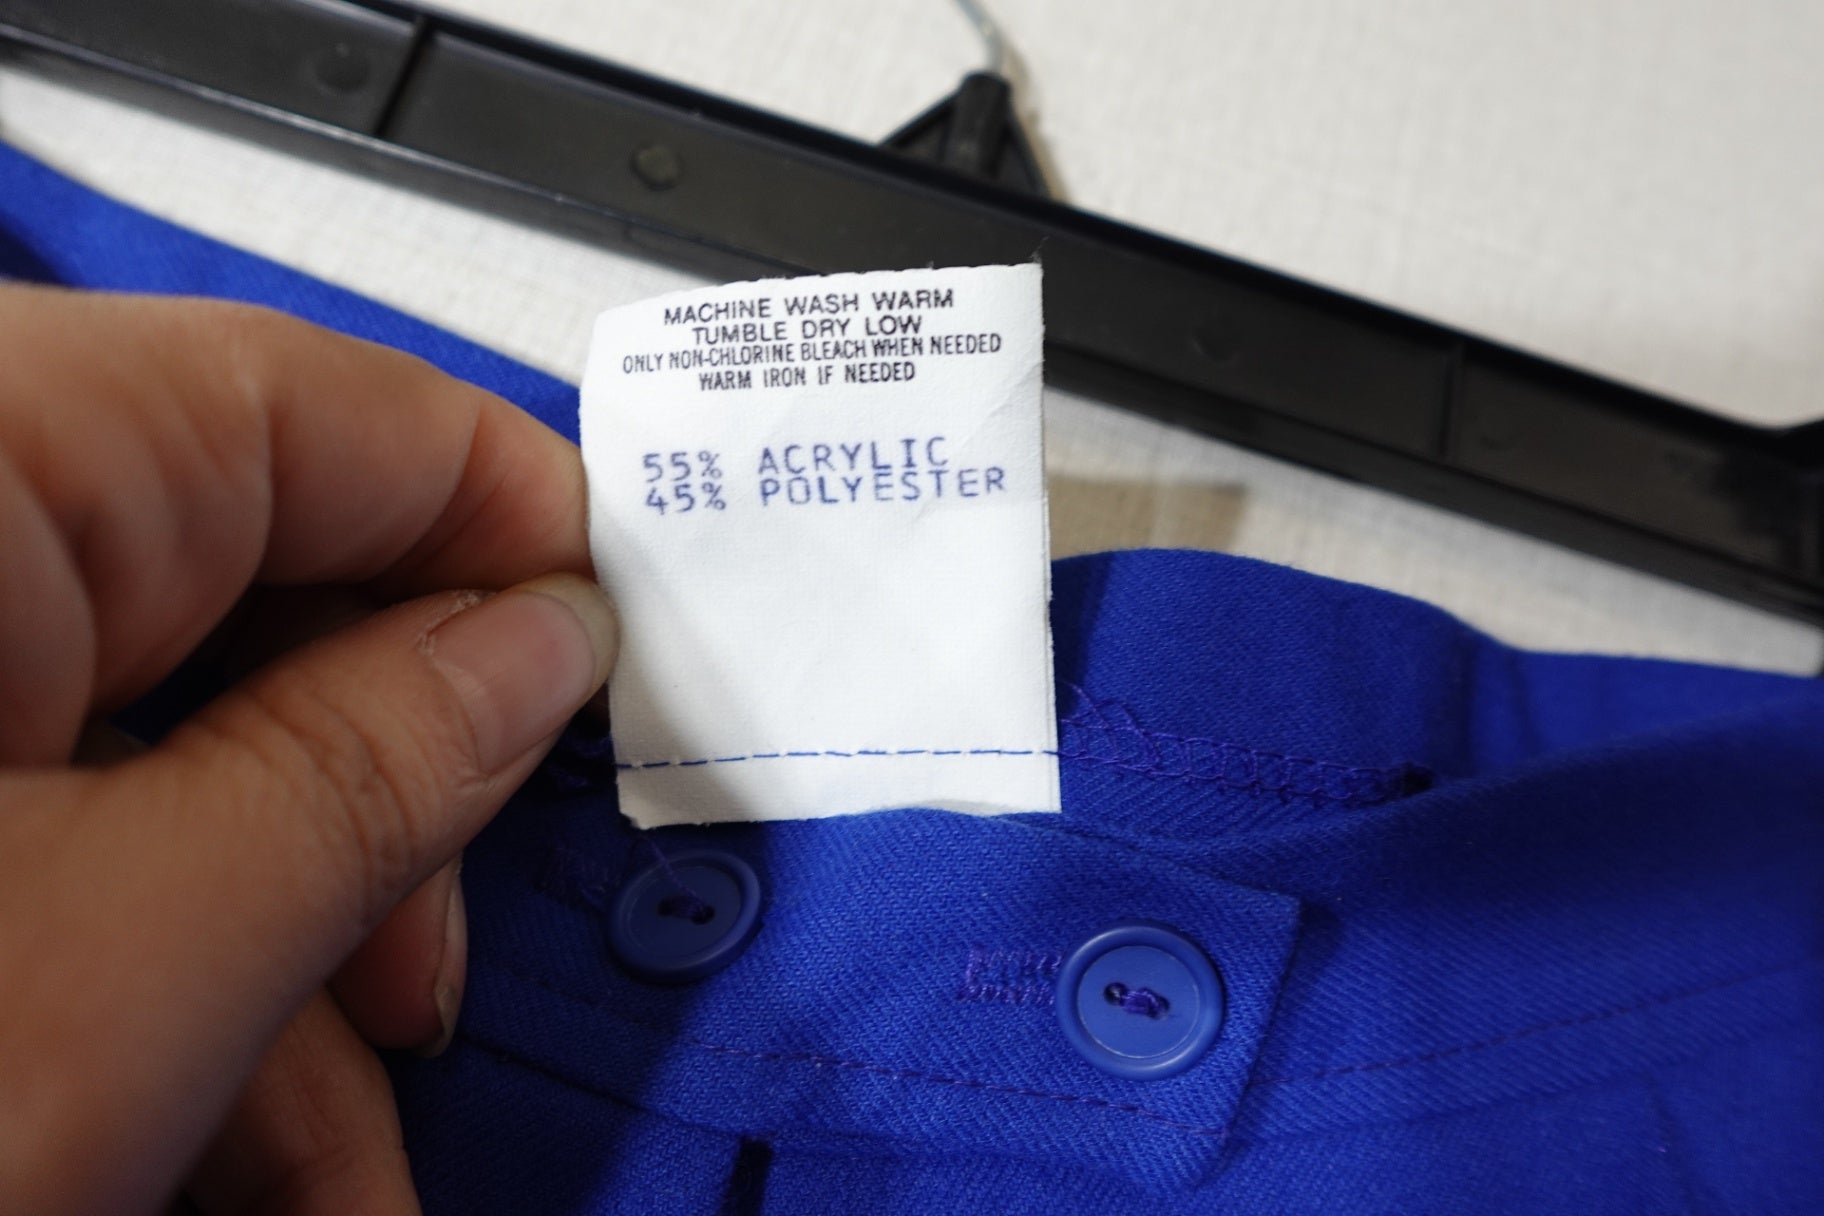 MACHINE WASH WARM
TUMBLE DRY LOW
ONLY NON-CHLORINE BLEACH WHEN NEEDED
WARM IRON IF NEEDED
55% ACRYLIC
45% POLYESTER